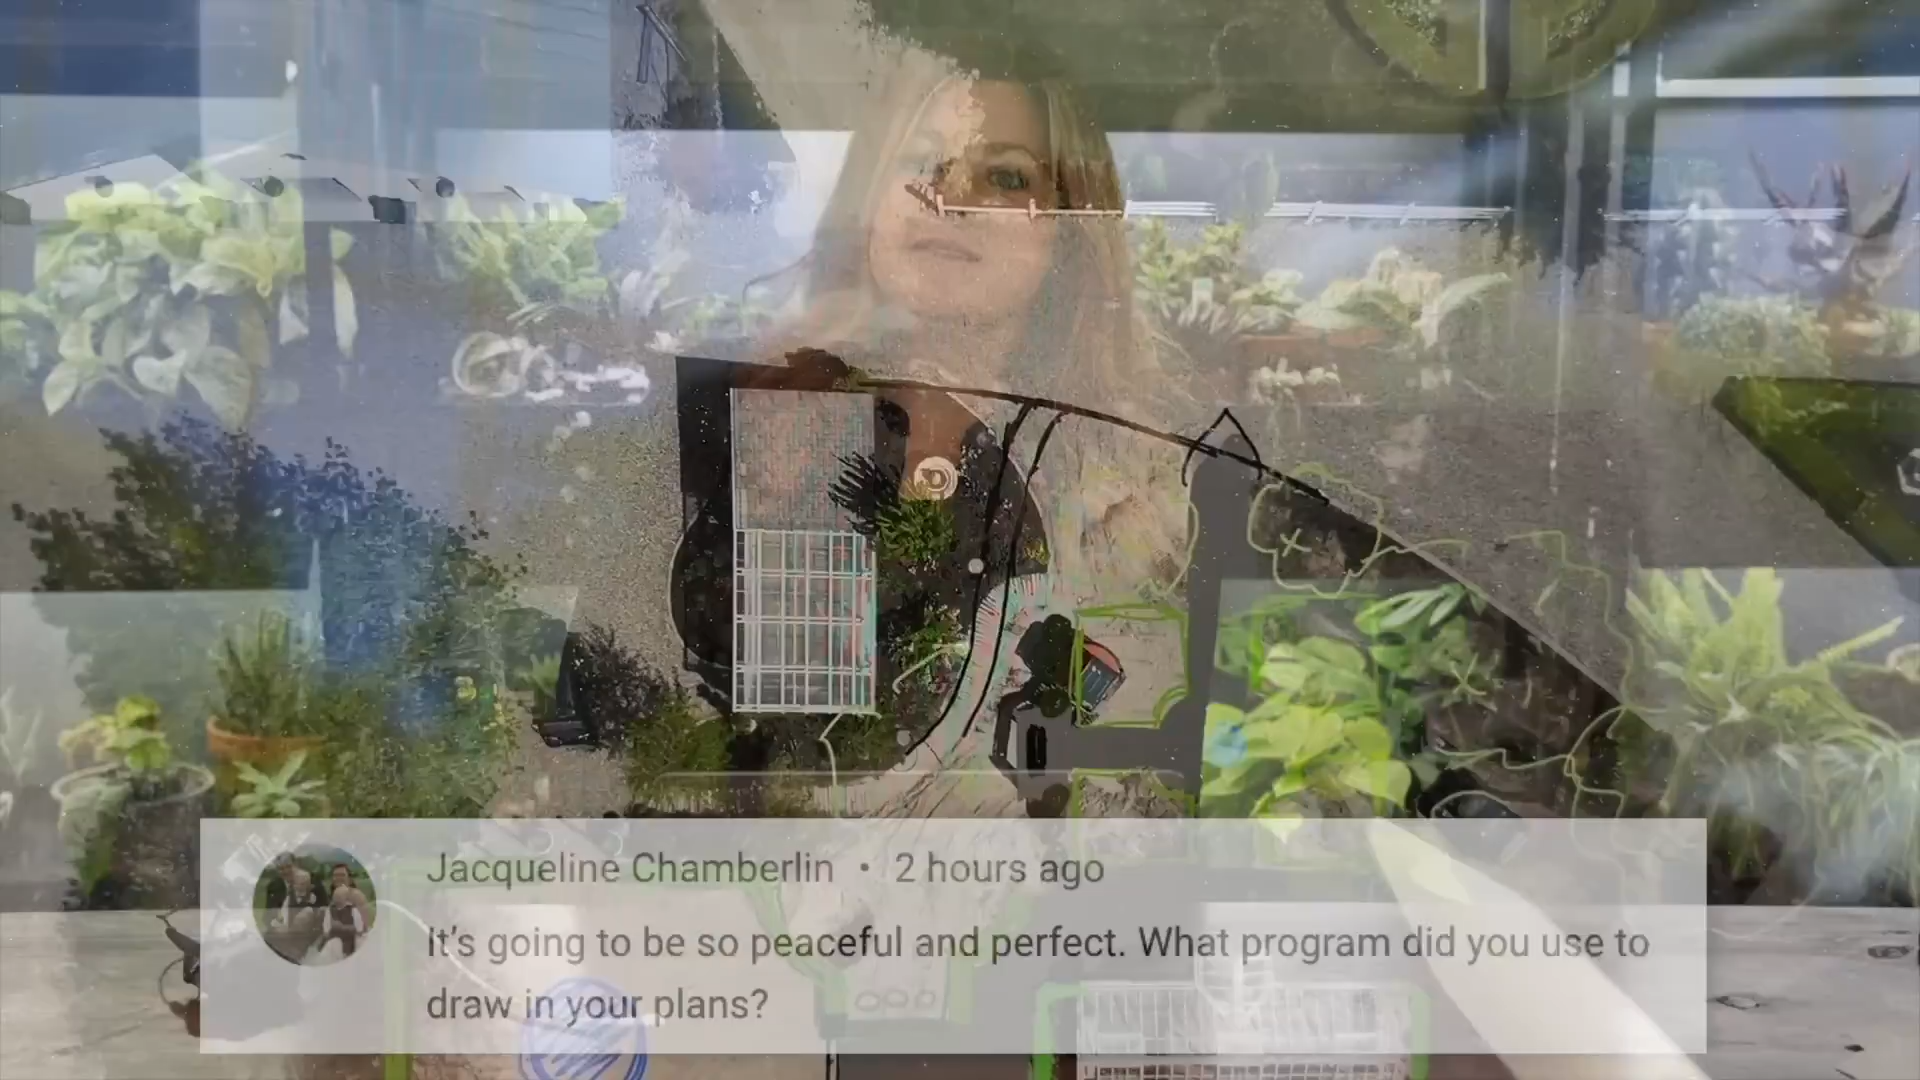 Jacqueline Chamberlin • 2 hours ago
It's going to be so peaceful and perfect. What program did you use to
draw in your plans?